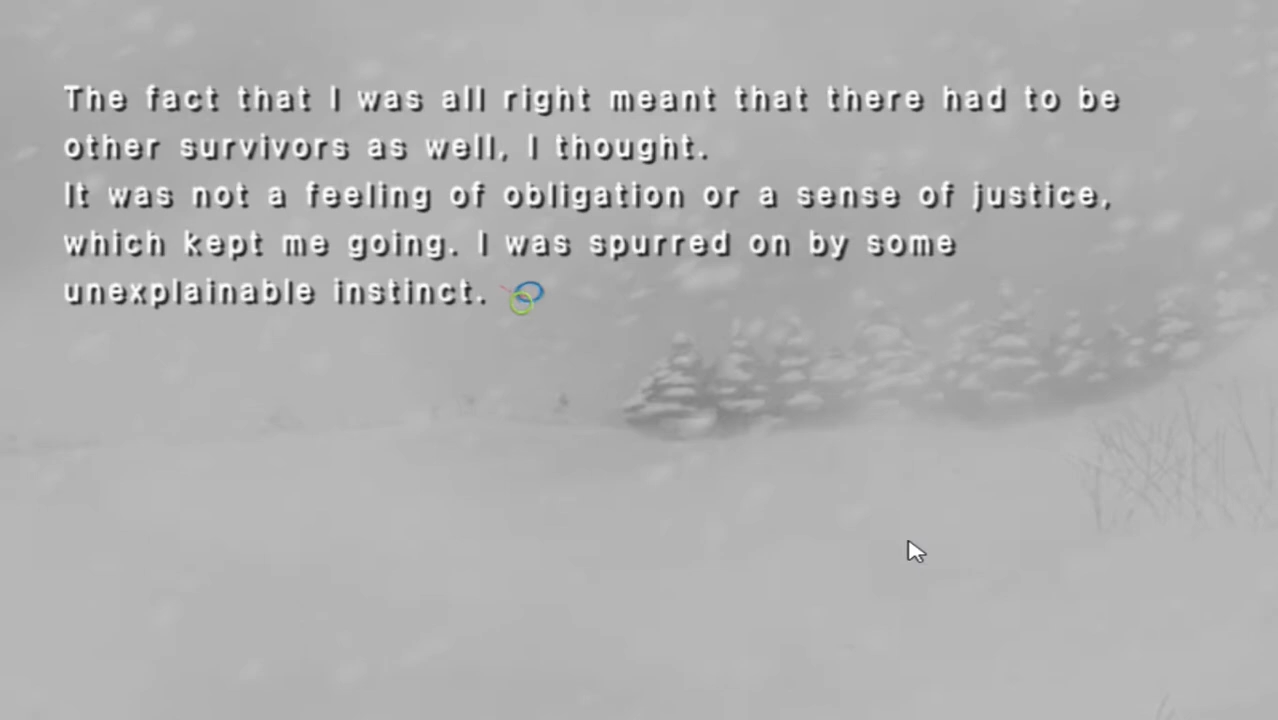 The fact that I was all right meant that there had to be
other survivors as well, I thought.
It was not a feeling of obligation or a sense of justice,
which kept me going. I was spurred on by some
unexplainable instinct.